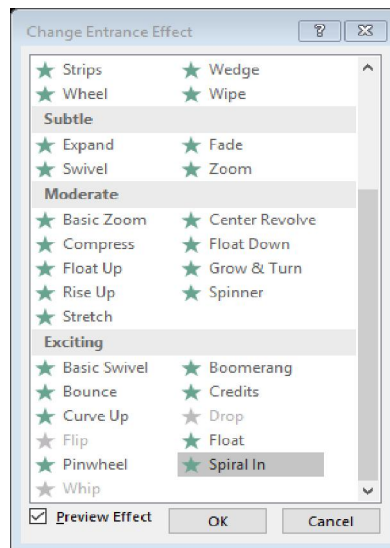 Change Entrance Effect
Strips Wedge
Wheel Wipe
Subtle
Expand Fade
Swivel Zoom
Moderate
Basic Zoom Center Revolve
Compress Float Down
Float Up Grow & Turn
Rise Up Spinner
Stretch
Exciting
Basic Swivel Boomerang
Bounce Credits
Curve Up Drop
Flip Float
Pinwheel Spiral In
Whip
Preview Effect OK Cancel